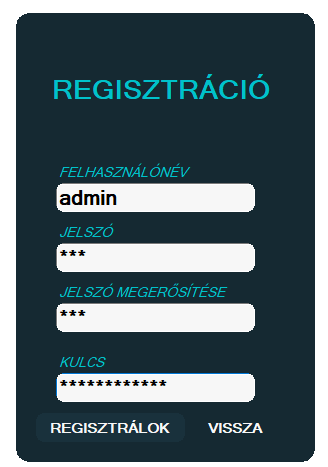 REGISZTRÁCIÓ
FELHASZNÁLÓNÉV
admin
JELSZÓ
***
JELSZÓ MEGERŐSÍTÉSE
***
KULCS
************
REGISZTRÁLOK VISSZA